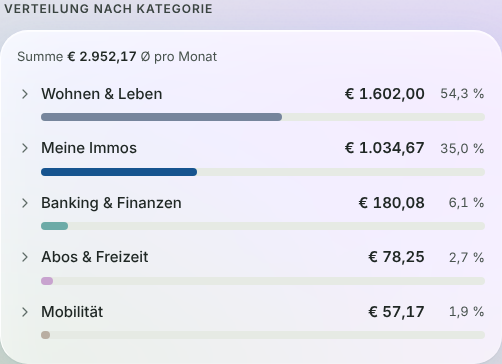 VERTEILUNG NACH KATEGORIE
Summe € 2.952,17 Ø pro Monat
Wohnen & Leben € 1.602,00 54,3 %
Meine Immos € 1.034,67 35,0 %
Banking & Finanzen € 180,08 6,1 %
Abos & Freizeit € 78,25 2,7 %
Mobilität € 57,17 1,9 %